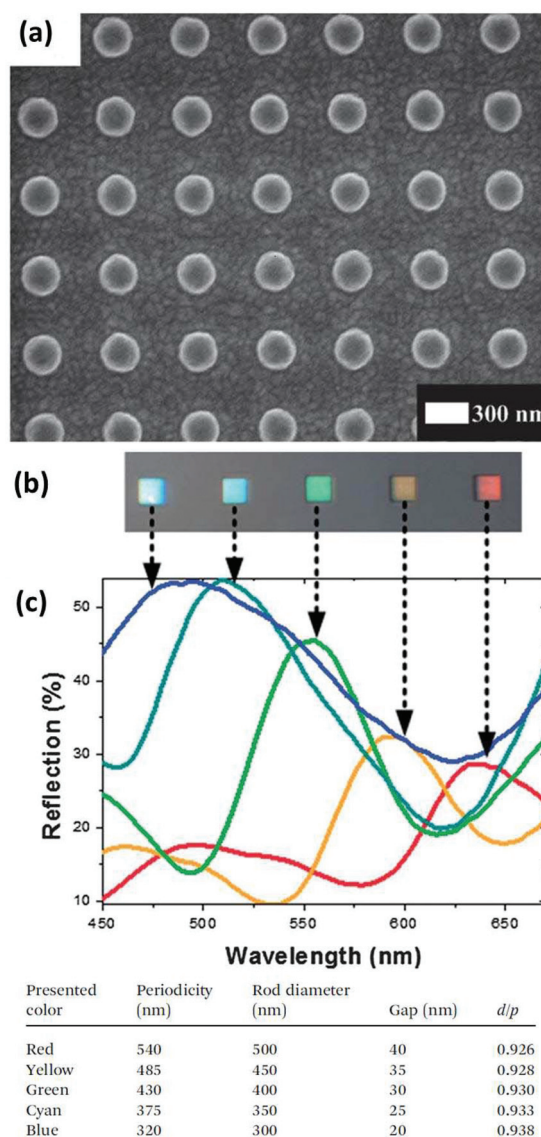 (a)
300 nm
(b)
(c)
50
40
30
20
10
Reflection (%)
450 500 550 600 650
Wavelength (nm)
Presented color Periodicity (nm) Rod diameter (nm) Gap (nm) d/p
Red 540 500 40 0.926
Yellow 485 450 35 0.928
Green 430 400 30 0.930
Cyan 375 350 25 0.933
Blue 320 300 20 0.938